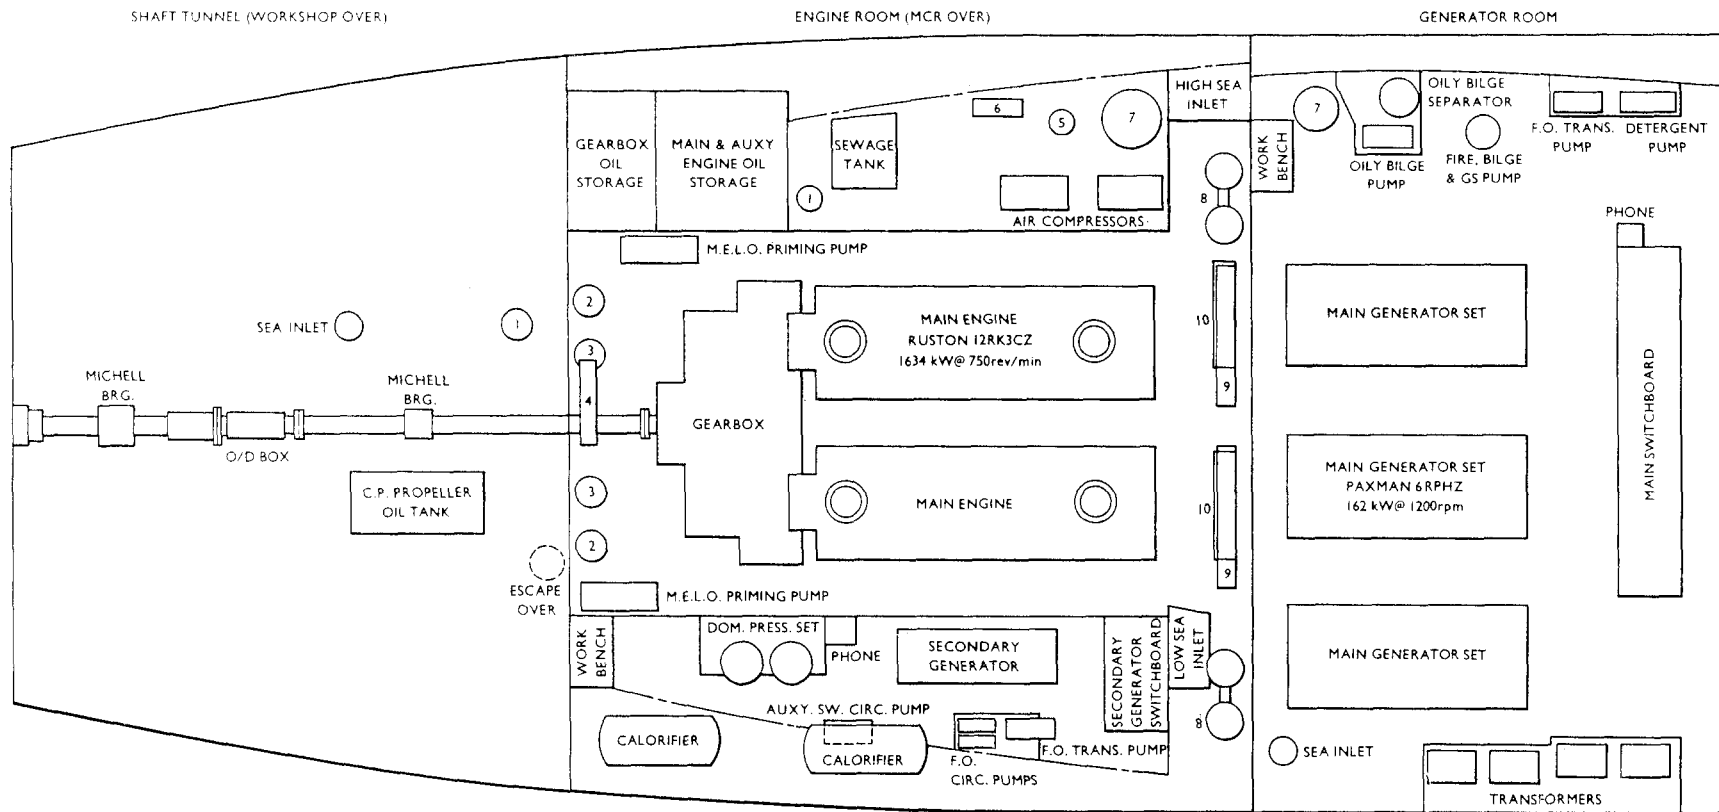 SHAFT TUNNEL (WORKSHOP OVER)
ENGINE ROOM (MCR OVER)
GENERATOR ROOM
GEARBOX
OIL
STORAGE
MAIN & AUXY
ENGINE OIL
STORAGE
SEWAGE
TANK
1
6
5
7
AIR COMPRESSORS
HIGH SEA
INLET
8
WORK
BENCH
7
OILY BILGE
SEPARATOR
OILY BILGE
PUMP
FIRE, BILGE
& GS PUMP
F.O. TRANS.
PUMP
DETERGENT
PUMP
PHONE
M.E.L.O. PRIMING PUMP
SEA INLET
1
2
3
4
MICHELL
BRG.
MICHELL
BRG.
O/D BOX
C.P. PROPELLER
OIL TANK
GEARBOX
MAIN ENGINE
RUSTON 12RK3CZ
1634 kW@ 750rev/min
10
9
MAIN GENERATOR SET
MAIN SWITCHBOARD
3
2
MAIN ENGINE
10
9
MAIN GENERATOR SET
PAXMAN 6RPHZ
162 kW@ 1200rpm
ESCAPE
OVER
M.E.L.O. PRIMING PUMP
WORK
BENCH
DOM. PRESS. SET
PHONE
SECONDARY
GENERATOR
SECONDARY
GENERATOR
SWITCHBOARD
LOW SEA
INLET
8
MAIN GENERATOR SET
CALORIFIER
AUXY. SW. CIRC. PUMP
CALORIFIER
F.O.
CIRC. PUMPS
F.O. TRANS. PUMP
SEA INLET
TRANSFORMERS